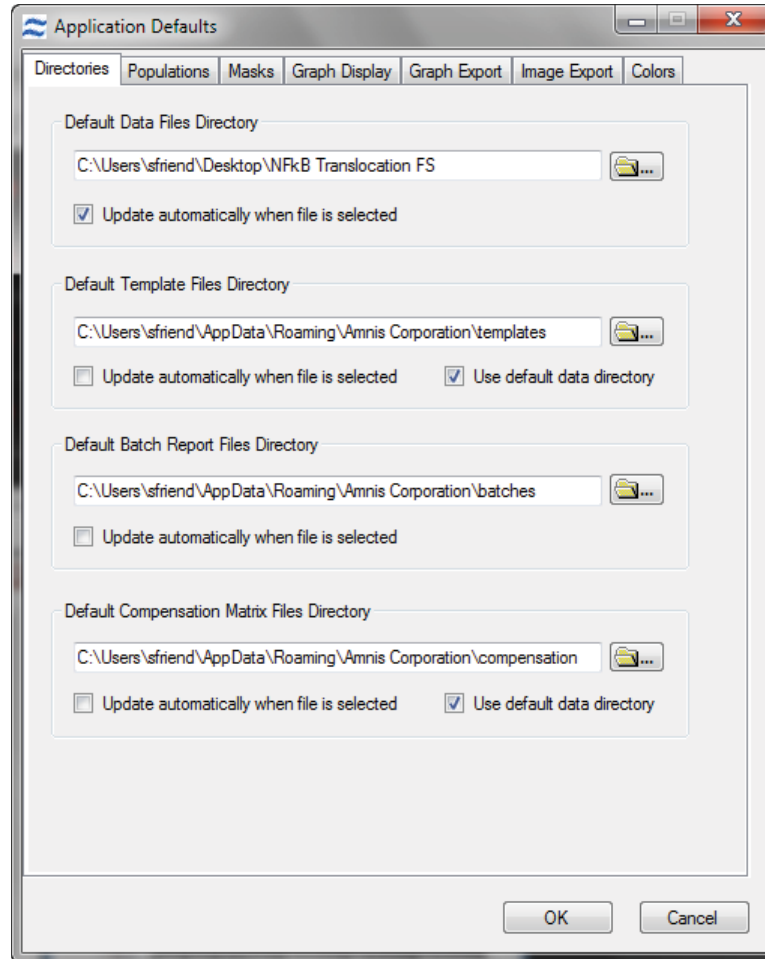 Application Defaults
Directories Populations Masks Graph Display Graph Export Image Export Colors
Default Data Files Directory
C:\Users\sfriend\Desktop\NFkB Translocation FS
...
Update automatically when file is selected
Default Template Files Directory
C:\Users\sfriend\AppData\Roaming\Amnis Corporation\templates
...
Update automatically when file is selected Use default data directory
Default Batch Report Files Directory
C:\Users\sfriend\AppData\Roaming\Amnis Corporation\batches
...
Update automatically when file is selected
Default Compensation Matrix Files Directory
C:\Users\sfriend\AppData\Roaming\Amnis Corporation\compensation
...
Update automatically when file is selected Use default data directory
OK Cancel